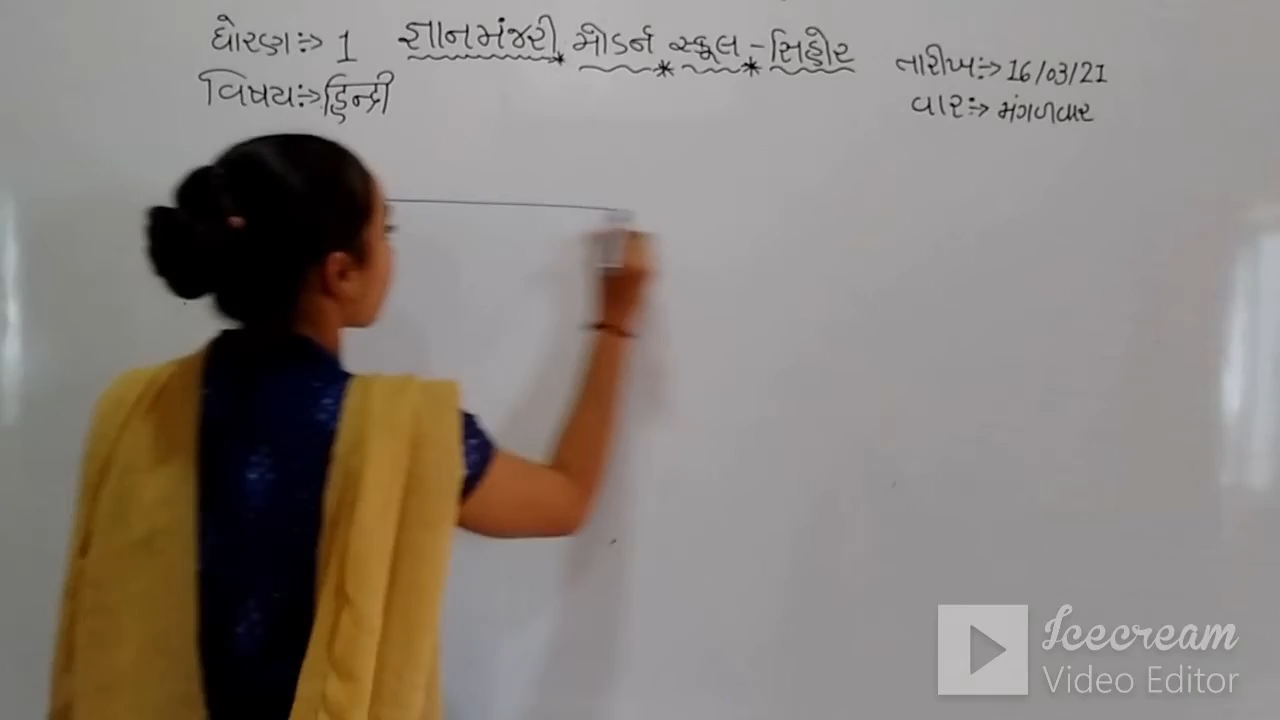 ધોરણ :-> 1 જ્ઞાનમંજરી મોડર્ન સ્કૂલ - સિહોર
વિષય :-> હિન્દી
તારીખ :-> 16/03/21
વાર :-> મંગળવાર
Icecream
Video Editor